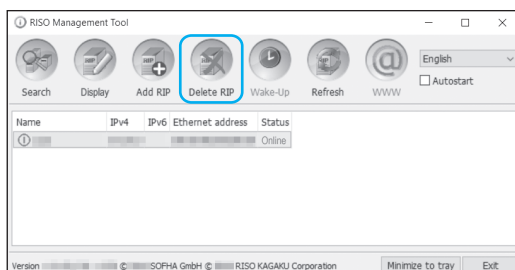 RISO Management Tool
Search Display Add RIP Delete RIP Wake-Up Refresh WWW
English
Autostart
Name IPv4 IPv6 Ethernet address Status
Online
Version © SOFHA GmbH © RISO KAGAKU Corporation
Minimize to tray Exit